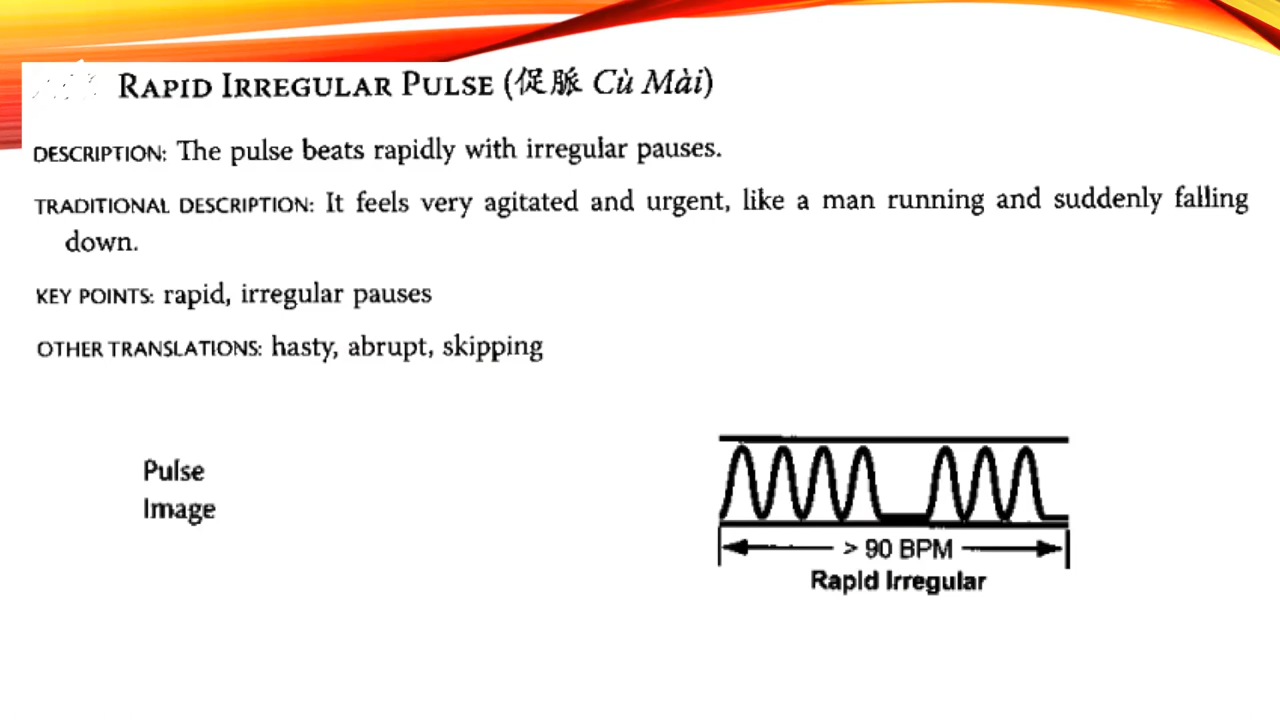 RAPID IRREGULAR PULSE (促脈 Cù Mài)
DESCRIPTION: The pulse beats rapidly with irregular pauses.
TRADITIONAL DESCRIPTION: It feels very agitated and urgent, like a man running and suddenly falling
down.
KEY POINTS: rapid, irregular pauses
OTHER TRANSLATIONS: hasty, abrupt, skipping
Pulse
Image
> 90 BPM
Rapid Irregular